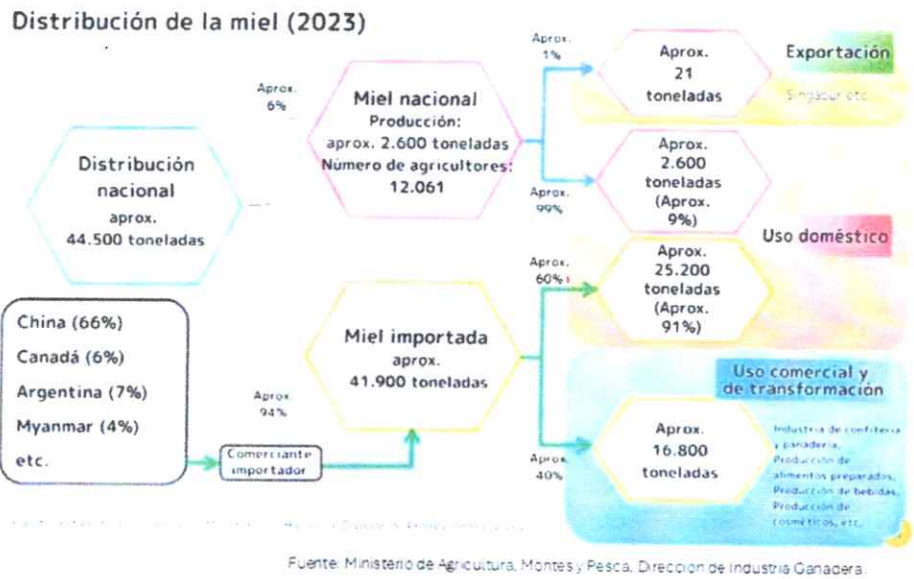 Distribución de la miel (2023)
Aprox.
6%
Distribución
nacional
aprox.
44.500 toneladas
Miel nacional
Producción:
aprox. 2.600 toneladas
Número de agricultores:
12.061
Aprox.
1%
Aprox.
21
toneladas
Exportación
Singapur etc.
Aprox.
99%
Aprox.
2.600
toneladas
(Aprox.
9%)
Uso doméstico
China (66%)
Canadá (6%)
Argentina (7%)
Myanmar (4%)
etc.
Comerciante
importador
Aprox.
94%
Miel importada
aprox.
41.900 toneladas
Aprox.
60%
Aprox.
25.200
toneladas
(Aprox.
91%)
Aprox.
40%
Aprox.
16.800
toneladas
Uso comercial y
de transformación
Industria de confitería
y panadería,
Producción de
alimentos preparados,
Producción de bebidas,
Producción de
cosméticos, etc.
Fuente: Ministerio de Agricultura, Montes y Pesca, Dirección de Industria Ganadera.